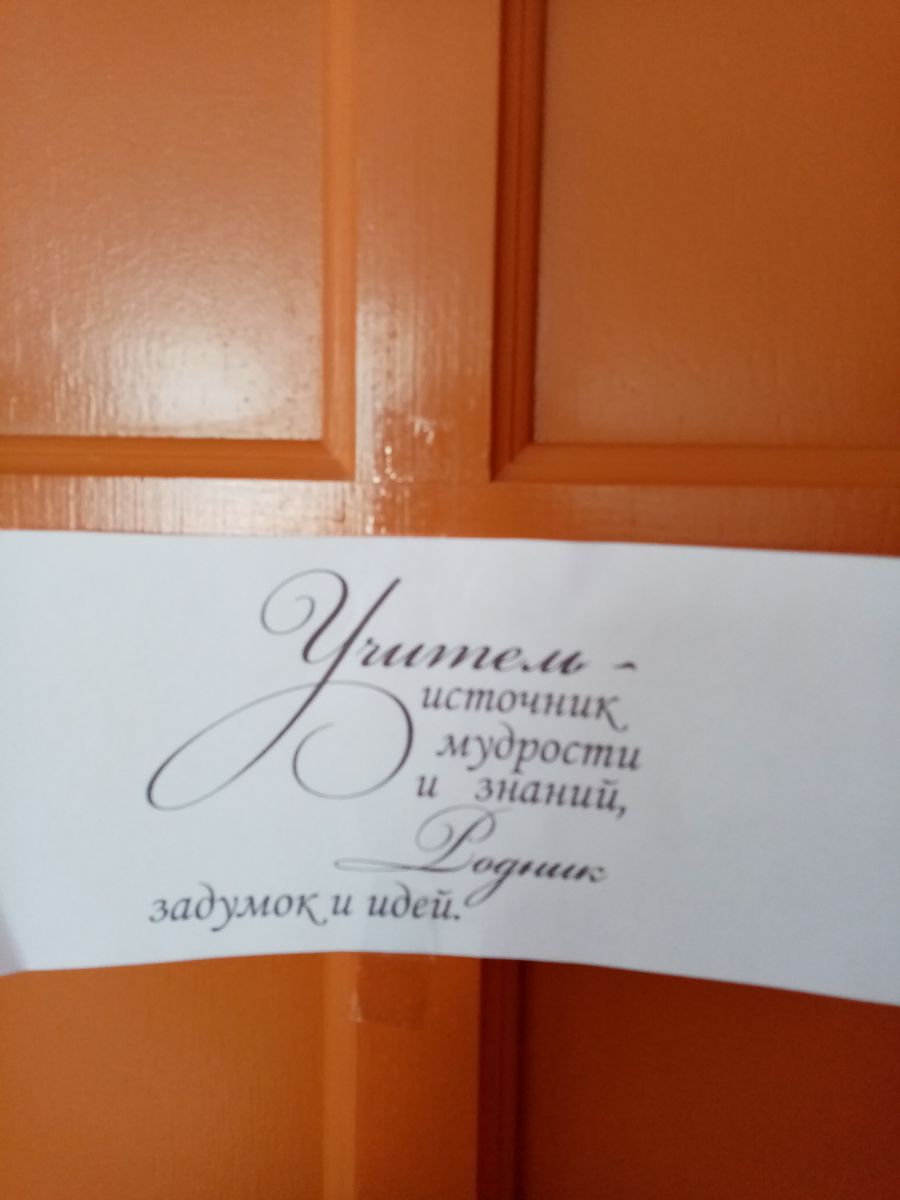 Учитель -
источник
мудрости
и знаний,
Родник
задумок и идей.